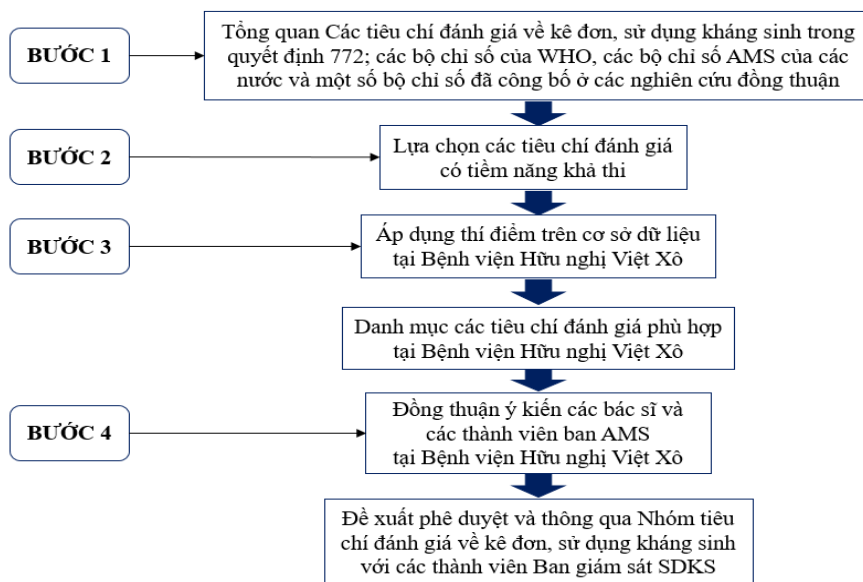 BƯỚC 1
Tổng quan Các tiêu chí đánh giá về kê đơn, sử dụng kháng sinh trong
quyết định 772; các bộ chỉ số của WHO, các bộ chỉ số AMS của các
nước và một số bộ chỉ số đã công bố ở các nghiên cứu đồng thuận
BƯỚC 2
Lựa chọn các tiêu chí đánh giá
có tiềm năng khả thi
BƯỚC 3
Áp dụng thí điểm trên cơ sở dữ liệu
tại Bệnh viện Hữu nghị Việt Xô
Danh mục các tiêu chí đánh giá phù hợp
tại Bệnh viện Hữu nghị Việt Xô
BƯỚC 4
Đồng thuận ý kiến các bác sĩ và
các thành viên ban AMS
tại Bệnh viện Hữu nghị Việt Xô
Đề xuất phê duyệt và thông qua Nhóm tiêu
chí đánh giá về kê đơn, sử dụng kháng sinh
với các thành viên Ban giám sát SDKS